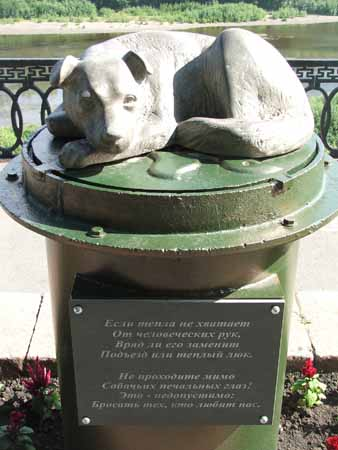 Если тепла не хватает
От человеческих рук,
Вряд ли его заменит
Подъезд или теплый люк.
Не проходите мимо
Собачьих печальных глаз!
Это - недопустимо:
Бросать тех, кто любит нас.